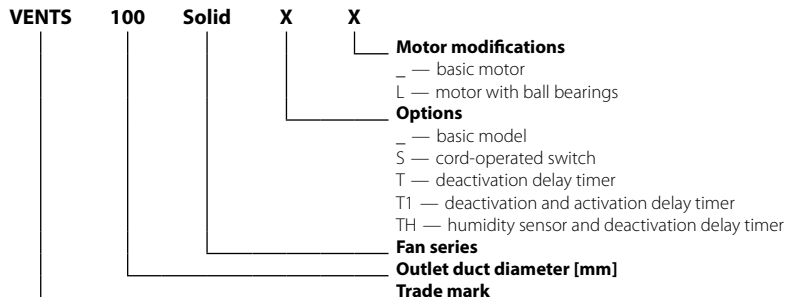 VENTS 100 Solid X X
Motor modifications
_ — basic motor
L — motor with ball bearings
Options
_ — basic model
S — cord-operated switch
T — deactivation delay timer
T1 — deactivation and activation delay timer
TH — humidity sensor and deactivation delay timer
Fan series
Outlet duct diameter [mm]
Trade mark